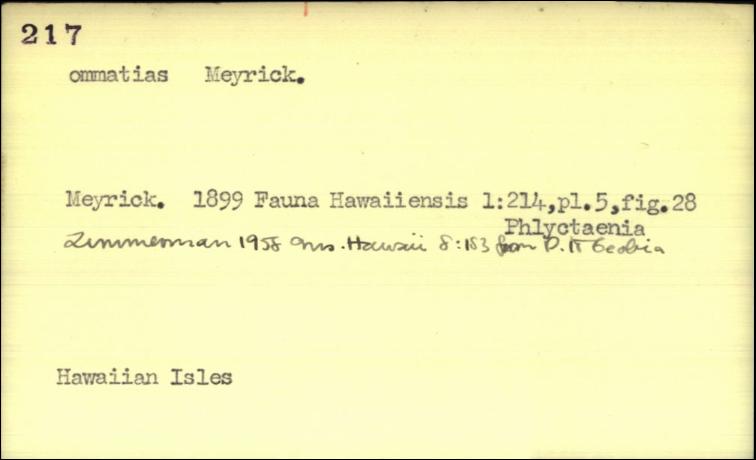 217
ommatias Meyrick.
Meyrick. 1899 Fauna Hawaiiensis 1:214,pl.5,fig.28
Phlyctaenia
Zimmerman 1958 Ins. Hawaii 8:183 from P. π
Hawaiian Isles